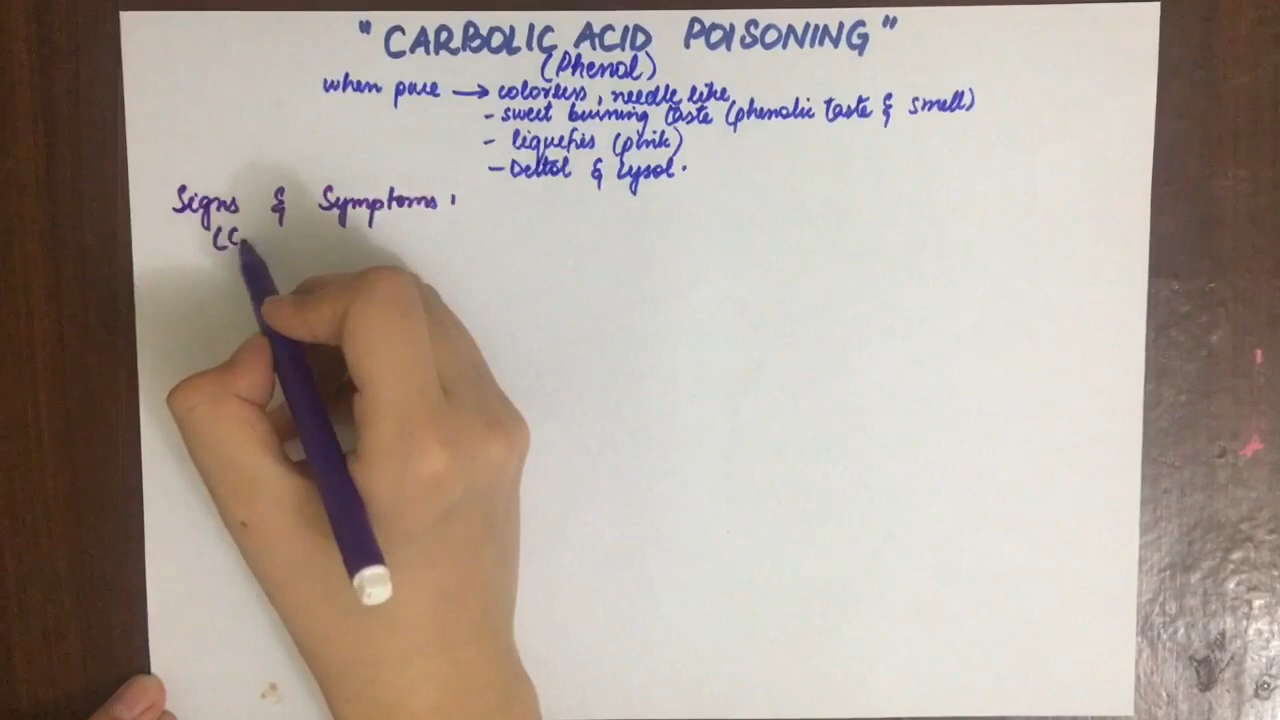 "CARBOLIC ACID POISONING"
(Phenol)
when pure → colorless, needle like
- sweet burning taste (phenolic taste & smell)
- liquefies (pink)
- Dettol & Lysol.
Signs & Symptoms.
(C